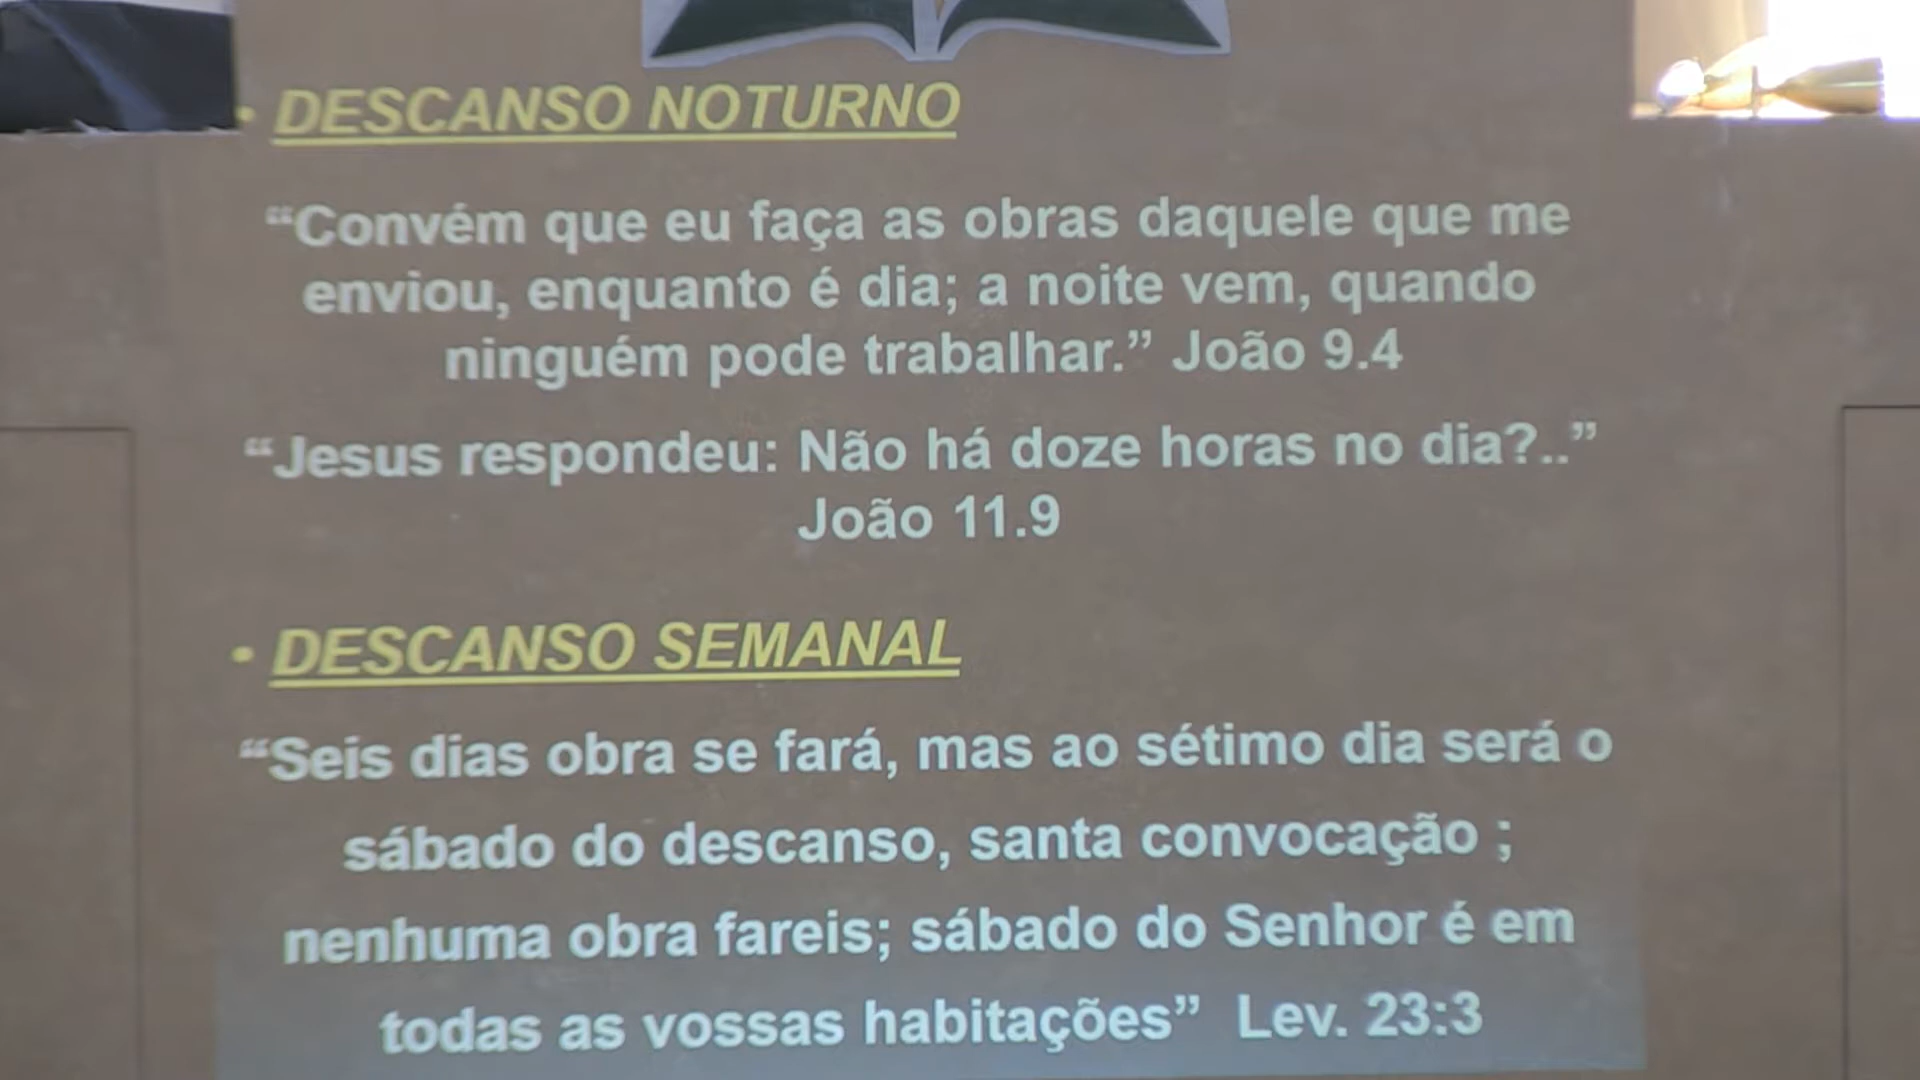 • DESCANSO NOTURNO
“Convém que eu faça as obras daquele que me
enviou, enquanto é dia; a noite vem, quando
ninguém pode trabalhar.” João 9.4
“Jesus respondeu: Não há doze horas no dia?..”
João 11.9
• DESCANSO SEMANAL
“Seis dias obra se fará, mas ao sétimo dia será o
sábado do descanso, santa convocação ;
nenhuma obra fareis; sábado do Senhor é em
todas as vossas habitações” Lev. 23:3